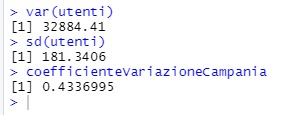 > var(utenti)
[1] 32884.41
> sd(utenti)
[1] 181.3406
> coefficienteVariazioneCampania
[1] 0.4336995
>